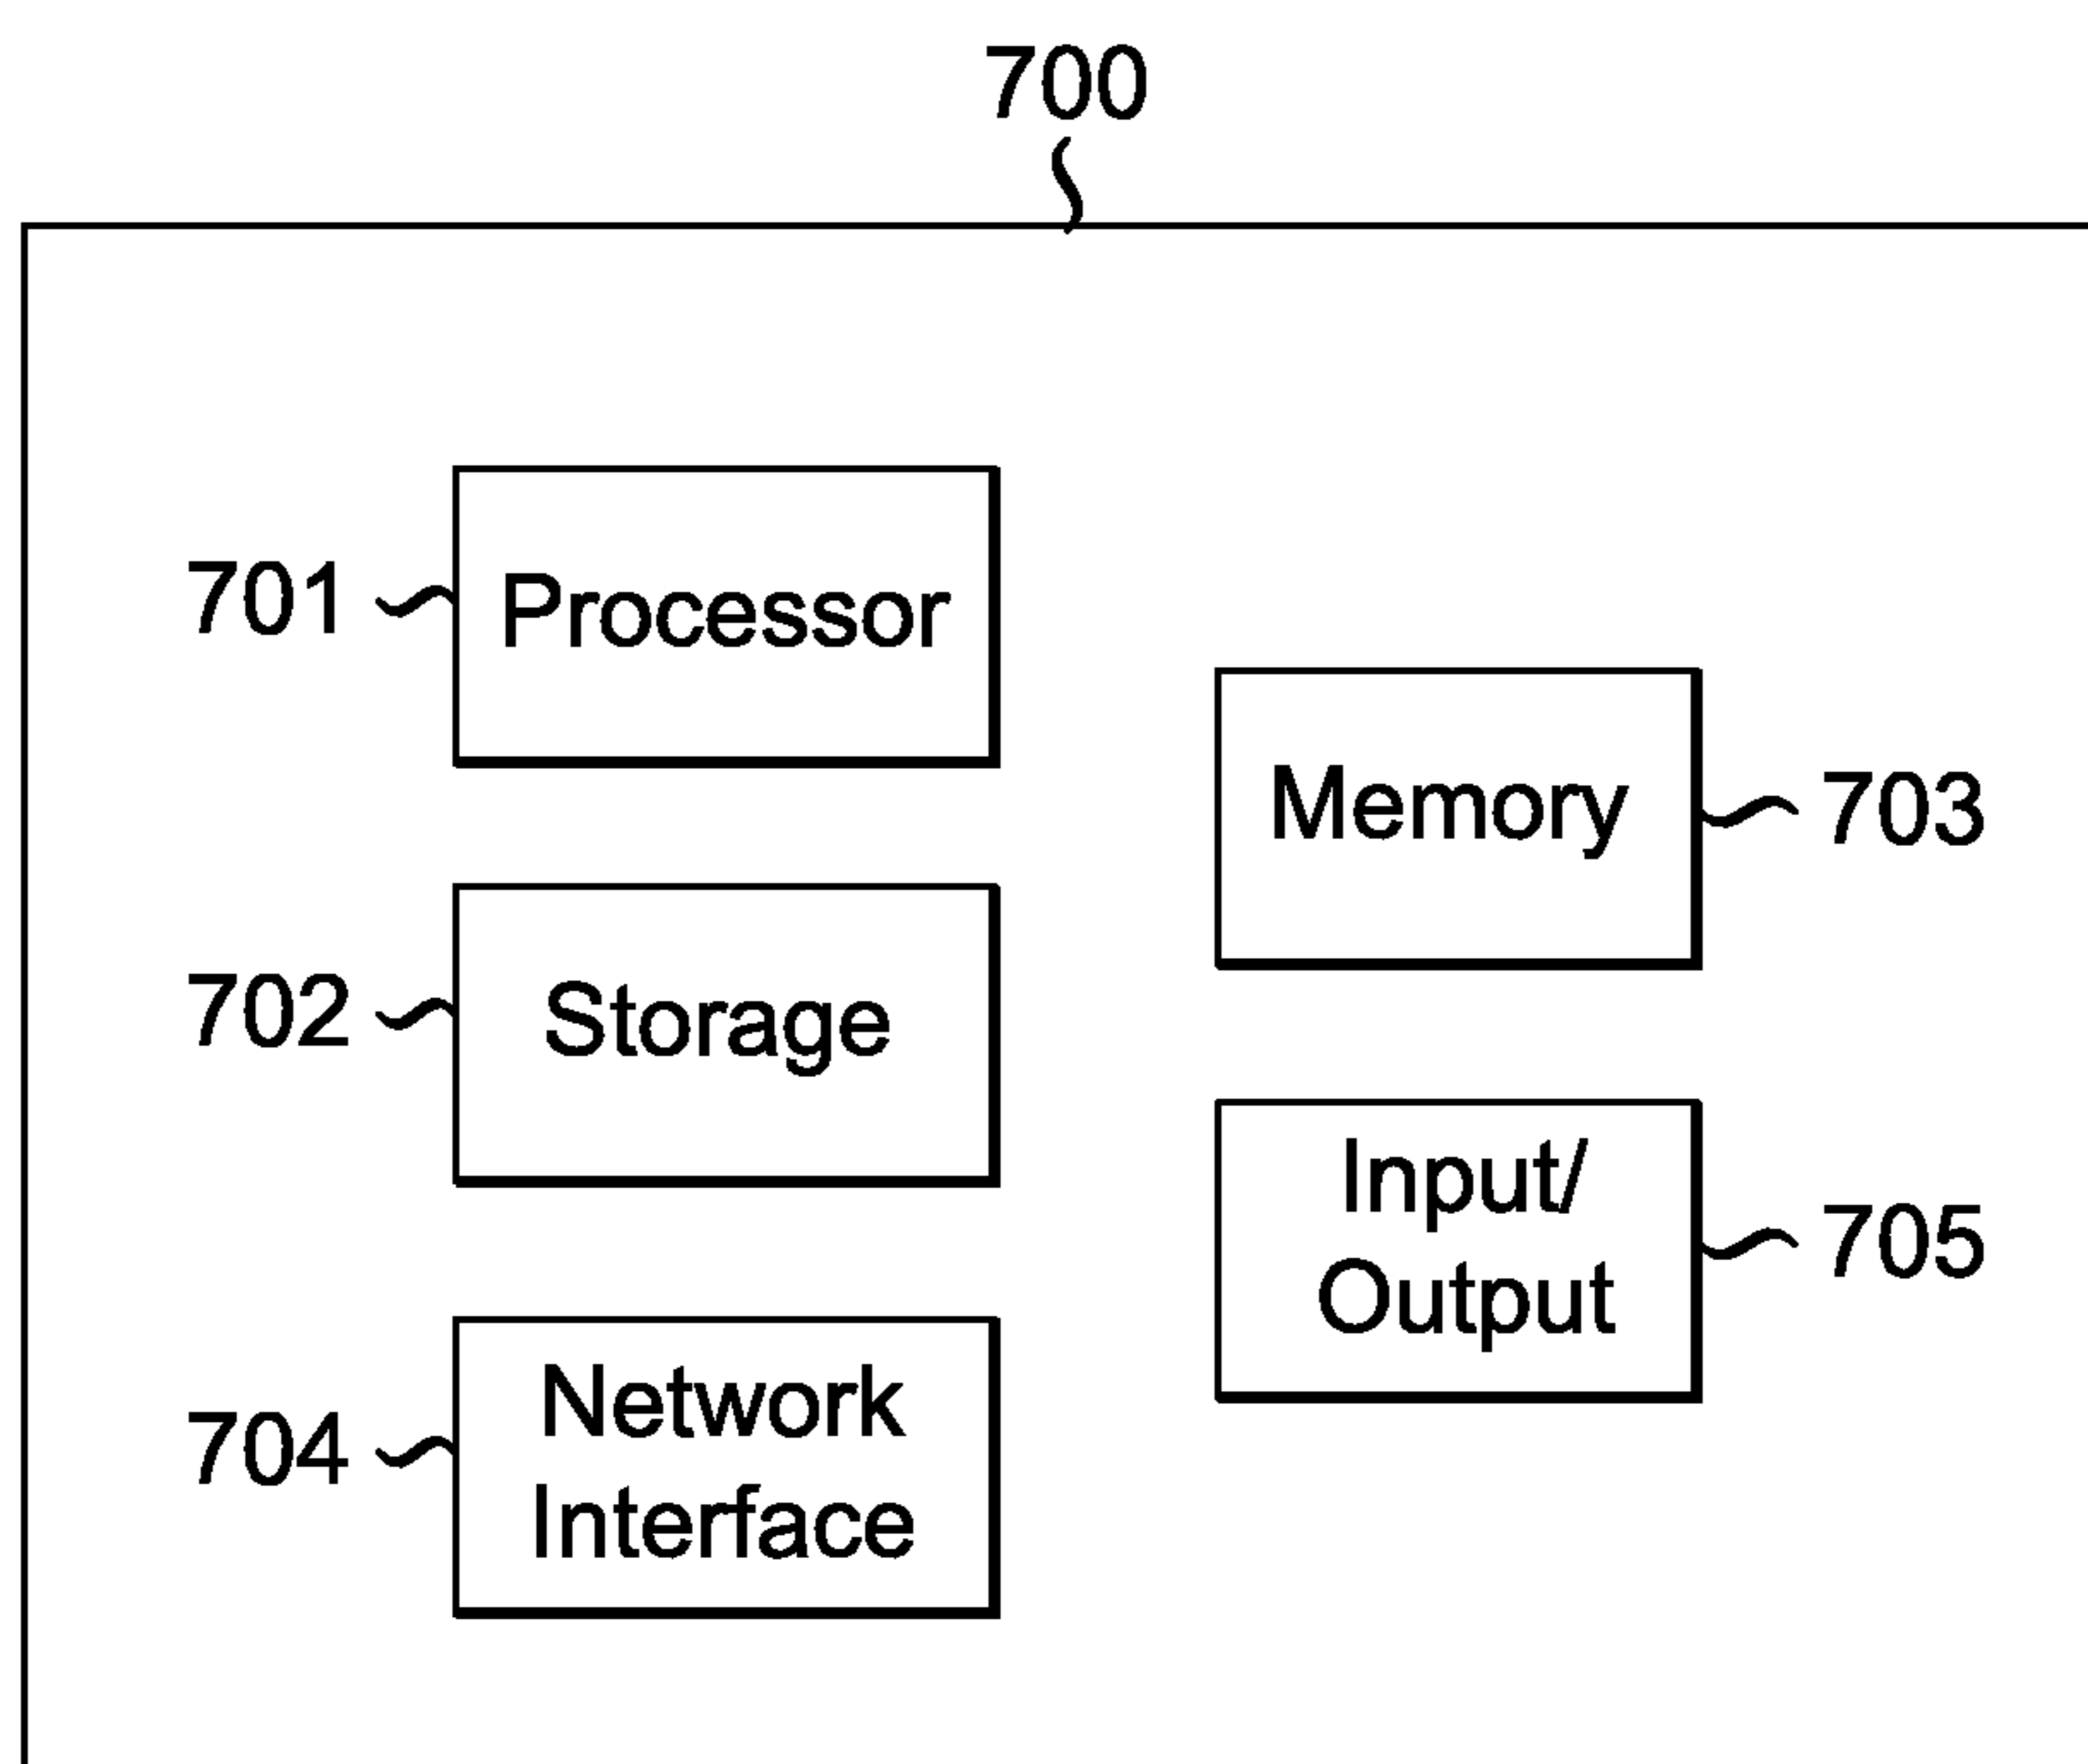 700
701
Processor
Memory
703
702
Storage
Input/
Output
705
704
Network
Interface